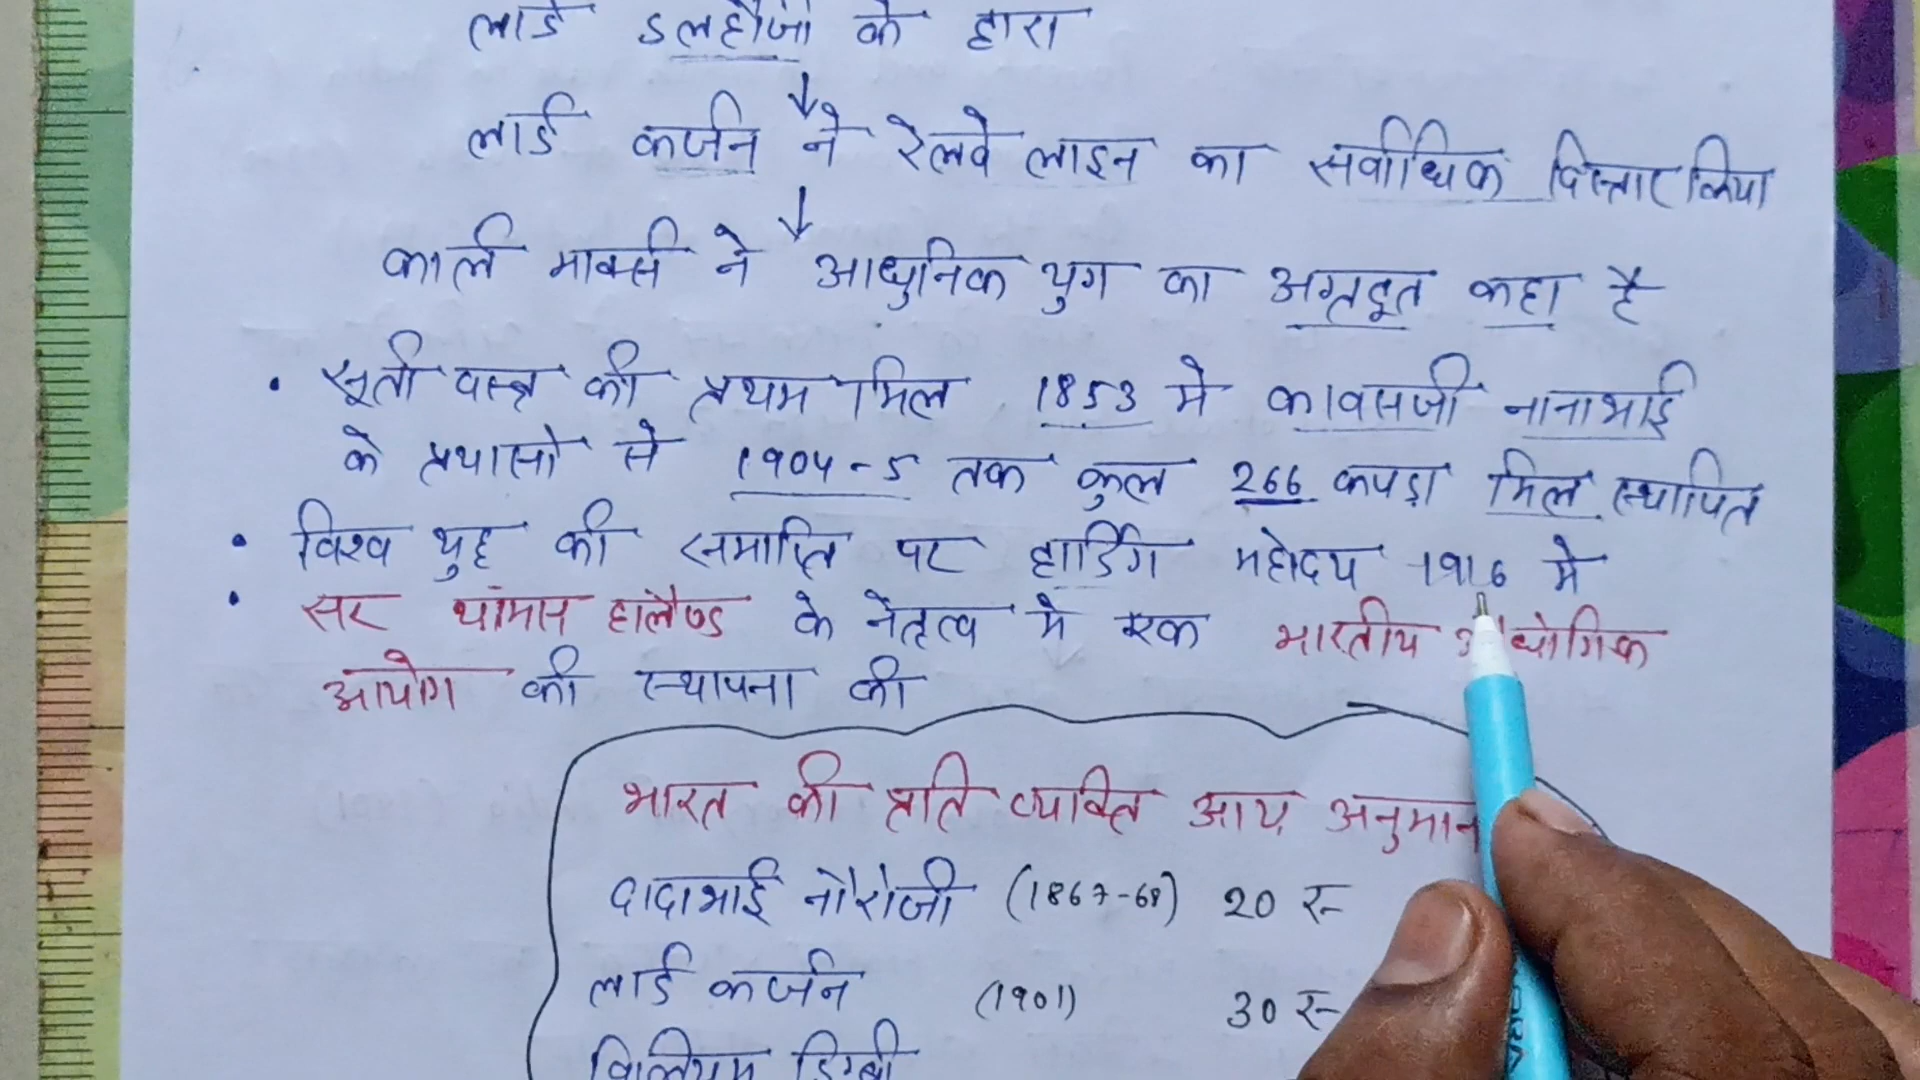 लार्ड डलहौजी के द्वारा
लार्ड कर्जन ने रेलवे लाइन का सर्वाधिक विस्तार किया
कार्ल मार्क्स ने आधुनिक युग का अग्रदूत कहा है
• सूती वस्त्र की प्रथम मिल 1853 मे कावसजी नानाभाई
के प्रयासो से 1904-5 तक कुल 266 कपड़ा मिल स्थापित
• विश्व युद्ध की समाप्ति पर हार्डिंग महोदय 1916 मे
• सर थॉमस हालैण्ड के नेतृत्व मे एक भारतीय औद्योगिक
आयोग की स्थापना की
भारत की प्रति व्यक्ति आय अनुमान
दादाभाई नौरोजी (1867-68) 20 रू
लार्ड कर्जन (1901) 30 रू
विलियम डिग्बी